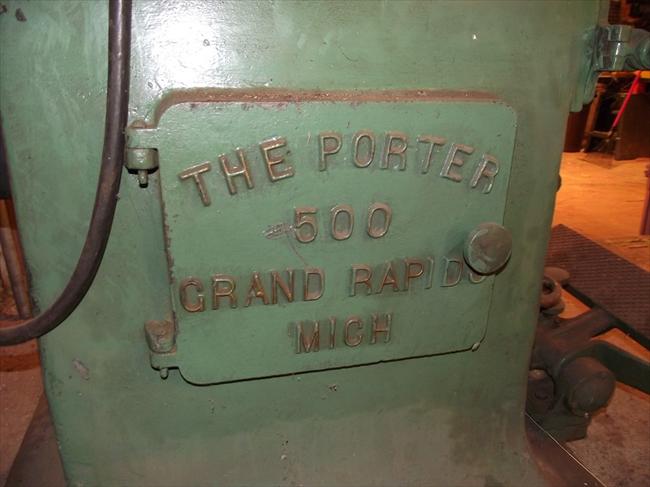 THE PORTER
500
GRAND RAPIDS
MICH